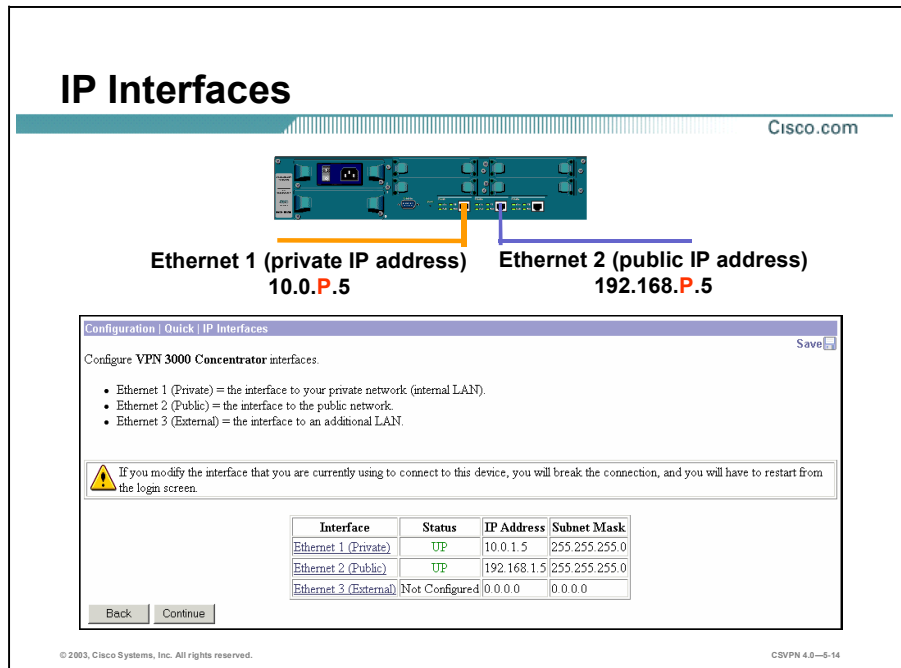 IP Interfaces
Cisco.com
Ethernet 1 (private IP address)
10.0.P.5
Ethernet 2 (public IP address)
192.168.P.5
Configuration | Quick | IP Interfaces
Save
Configure VPN 3000 Concentrator interfaces.
• Ethernet 1 (Private) = the interface to your private network (internal LAN).
• Ethernet 2 (Public) = the interface to the public network.
• Ethernet 3 (External) = the interface to an additional LAN.
If you modify the interface that you are currently using to connect to this device, you will break the connection, and you will have to restart from
the login screen.
Interface Status IP Address Subnet Mask
Ethernet 1 (Private) UP 10.0.1.5 255.255.255.0
Ethernet 2 (Public) UP 192.168.1.5 255.255.255.0
Ethernet 3 (External) Not Configured 0.0.0.0 0.0.0.0
Back Continue
© 2003, Cisco Systems, Inc. All rights reserved.
CSVPN 4.0—5-14